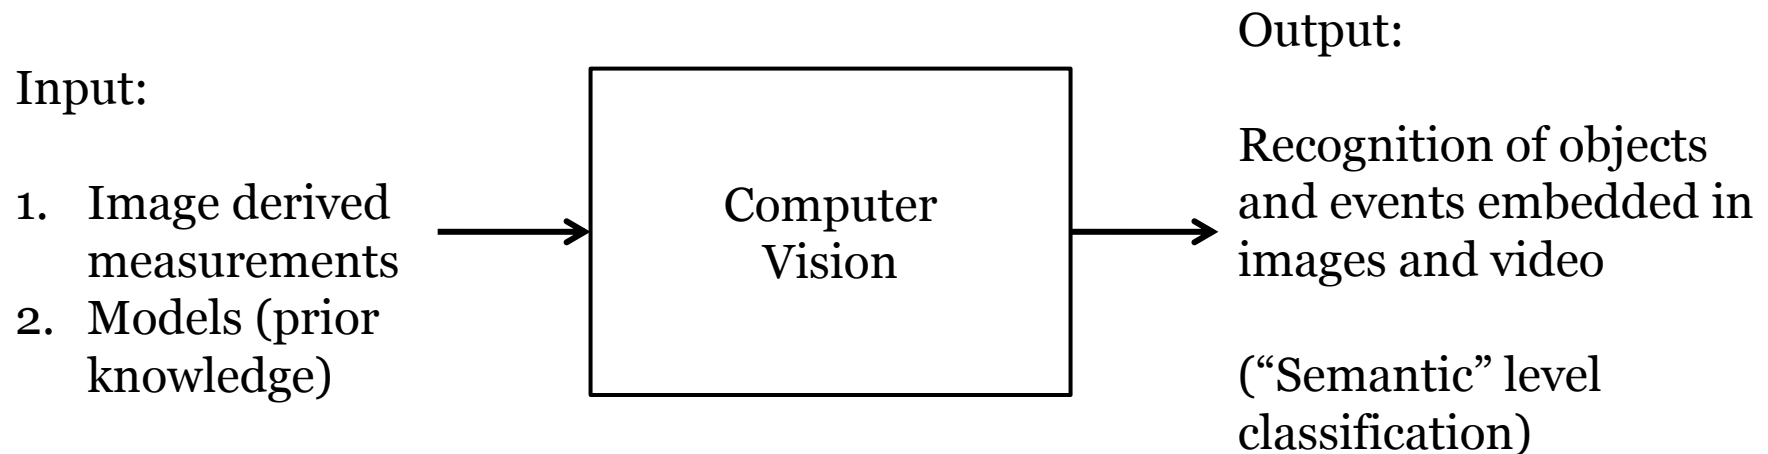 Input:
1. Image derived
measurements
2. Models (prior
knowledge)
Computer
Vision
Output:
Recognition of objects
and events embedded in
images and video
(“Semantic” level
classification)